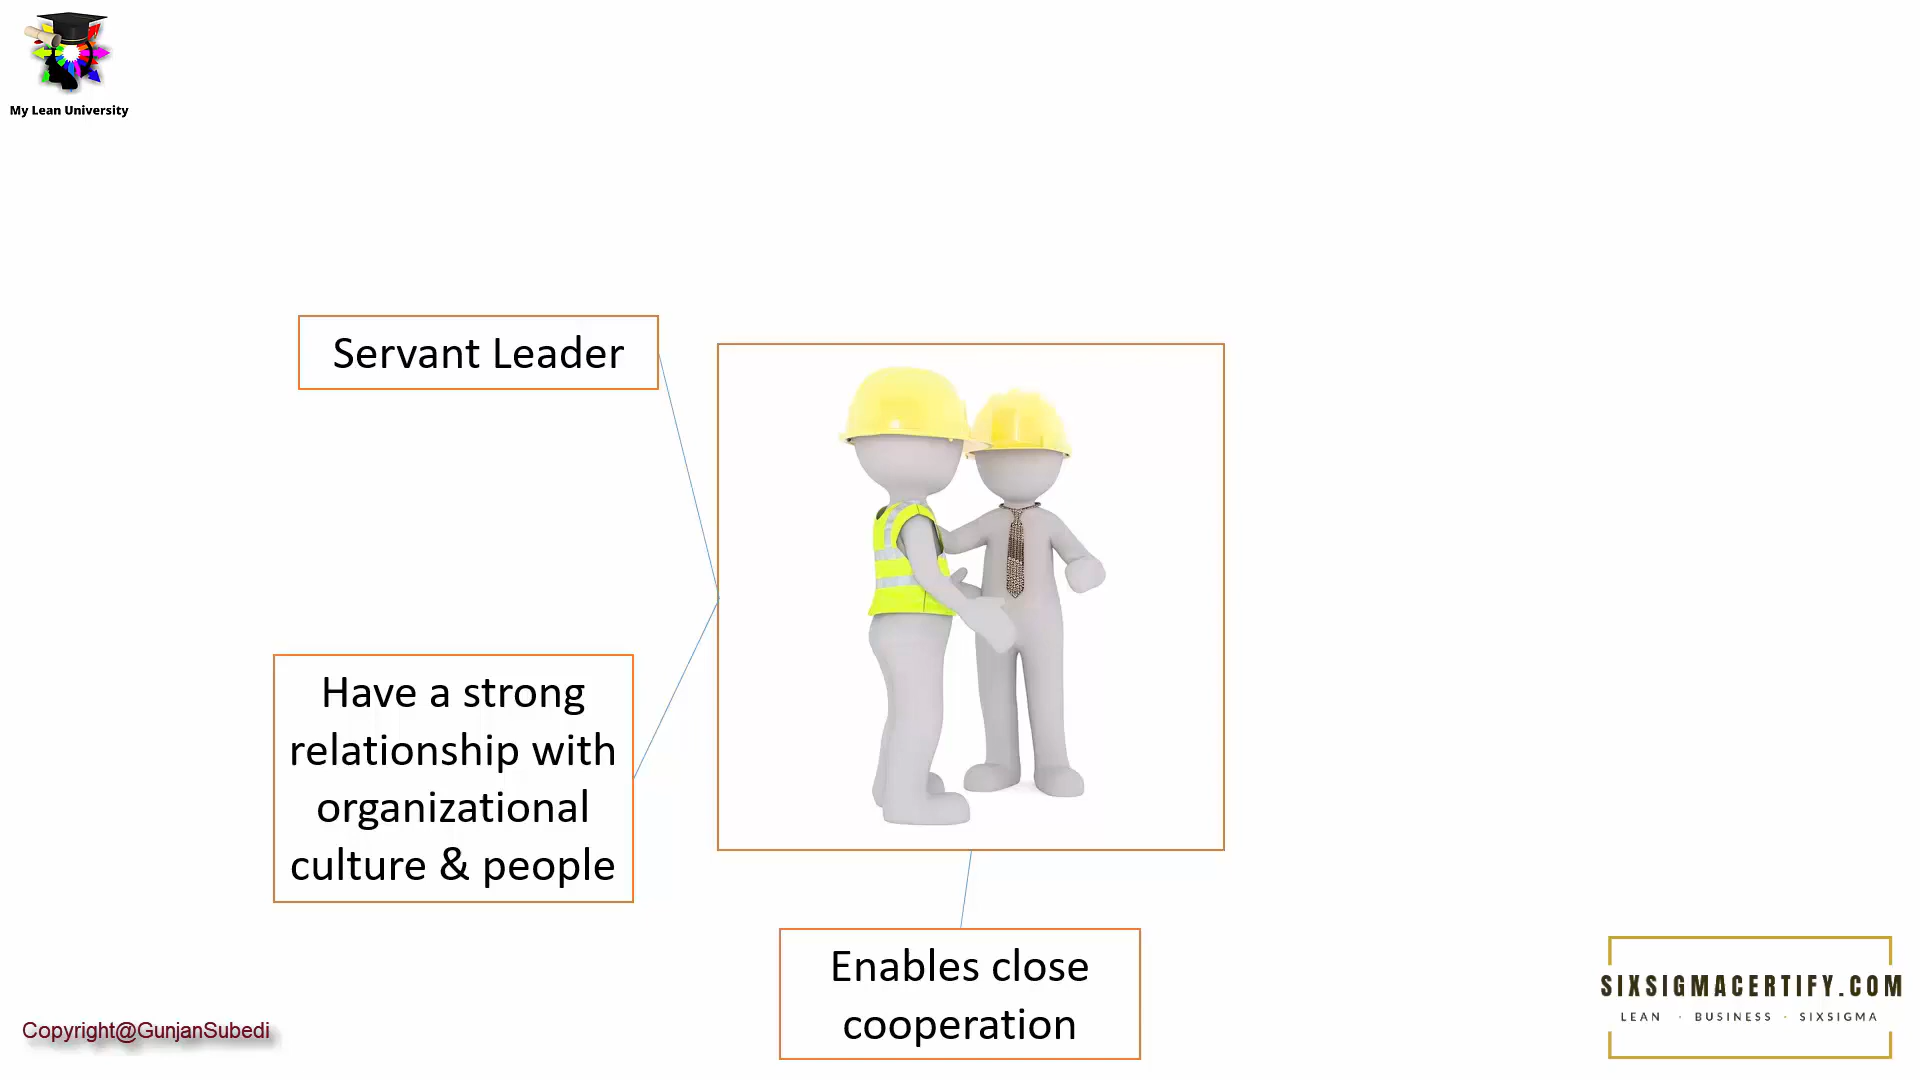 My Lean University
Servant Leader
Have a strong
relationship with
organizational
culture & people
Enables close
cooperation
Copyright@GunjanSubedi
SIXSIGMACERTIFY.COM
LEAN · BUSINESS · SIXSIGMA